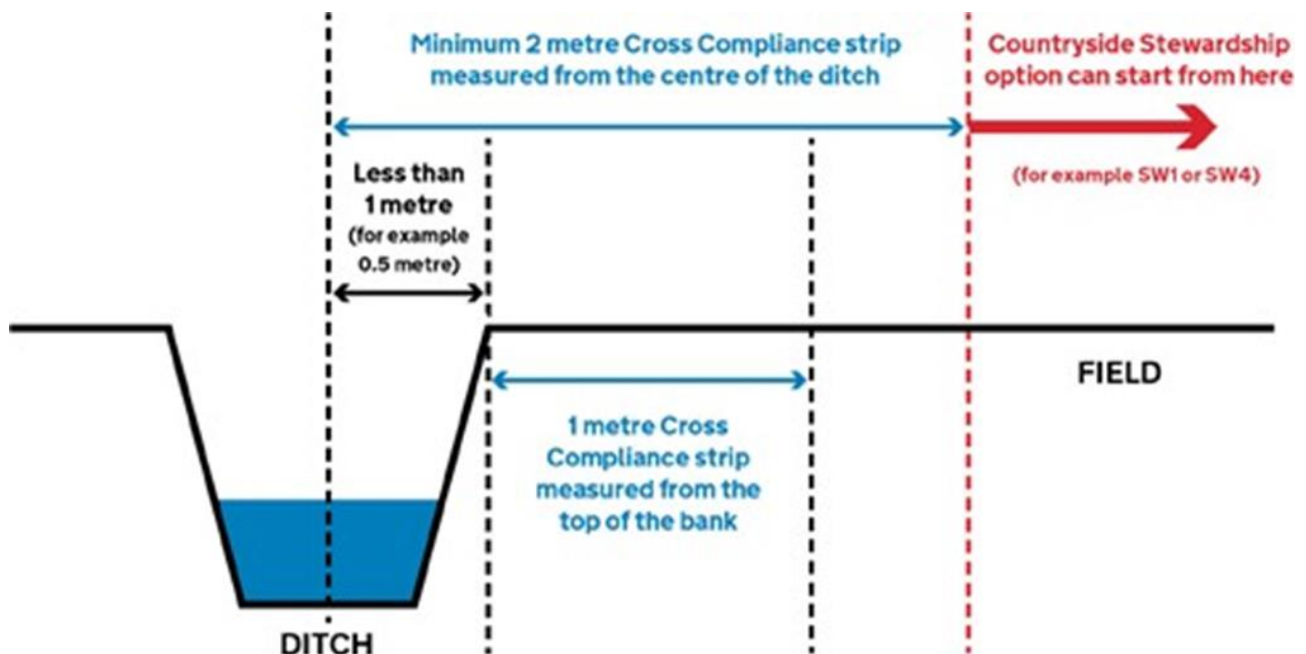 Minimum 2 metre Cross Compliance strip
measured from the centre of the ditch
Countryside Stewardship
option can start from here
(for example SW1 or SW4)
Less than
1 metre
(for example
0.5 metre)
FIELD
1 metre Cross
Compliance strip
measured from the
top of the bank
DITCH